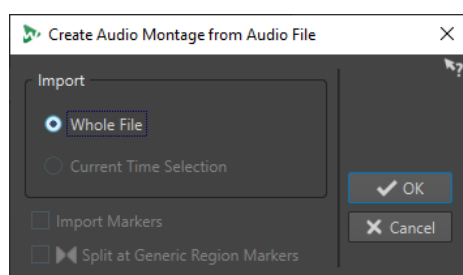 Create Audio Montage from Audio File
?
Import
Whole File
Current Time Selection
OK
Import Markers
Cancel
Split at Generic Region Markers